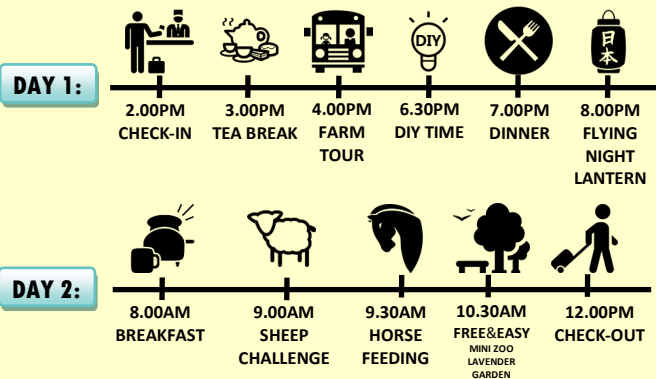 DIY
日本
DAY 1:
2.00PM
CHECK-IN
3.00PM
TEA BREAK
4.00PM
FARM
TOUR
6.30PM
DIY TIME
7.00PM
DINNER
8.00PM
FLYING
NIGHT
LANTERN
DAY 2:
8.00AM
BREAKFAST
9.00AM
SHEEP
CHALLENGE
9.30AM
HORSE
FEEDING
10.30AM
FREE&EASY
MINI ZOO
LAVENDER
GARDEN
12.00PM
CHECK-OUT